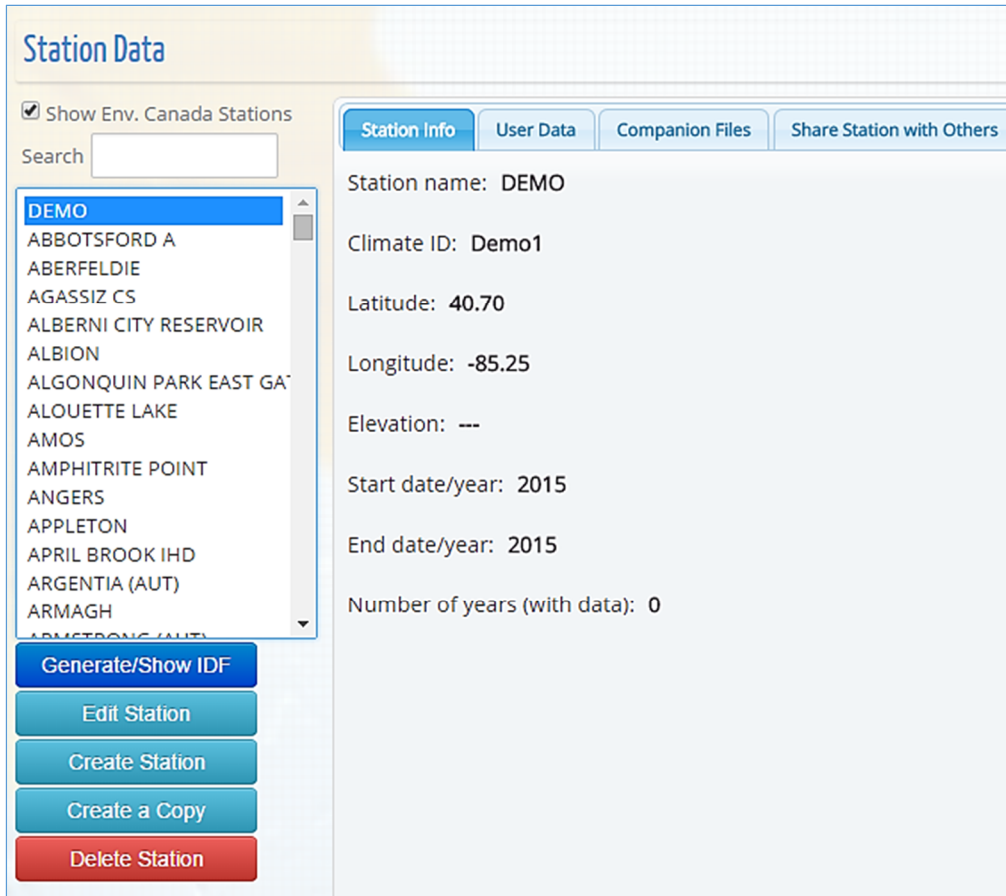 Station Data
Show Env. Canada Stations
Search
DEMO
ABBOTSFORD A
ABERFELDIE
AGASSIZ CS
ALBERNI CITY RESERVOIR
ALBION
ALGONQUIN PARK EAST GAT
ALOUETTE LAKE
AMOS
AMPHITRITE POINT
ANGERS
APPLETON
APRIL BROOK IHD
ARGENTIA (AUT)
ARMAGH
ARMSTRONG (AUT)
Generate/Show IDF
Edit Station
Create Station
Create a Copy
Delete Station
Station Info User Data Companion Files Share Station with Others
Station name: DEMO
Climate ID: Demo1
Latitude: 40.70
Longitude: -85.25
Elevation: ---
Start date/year: 2015
End date/year: 2015
Number of years (with data): 0